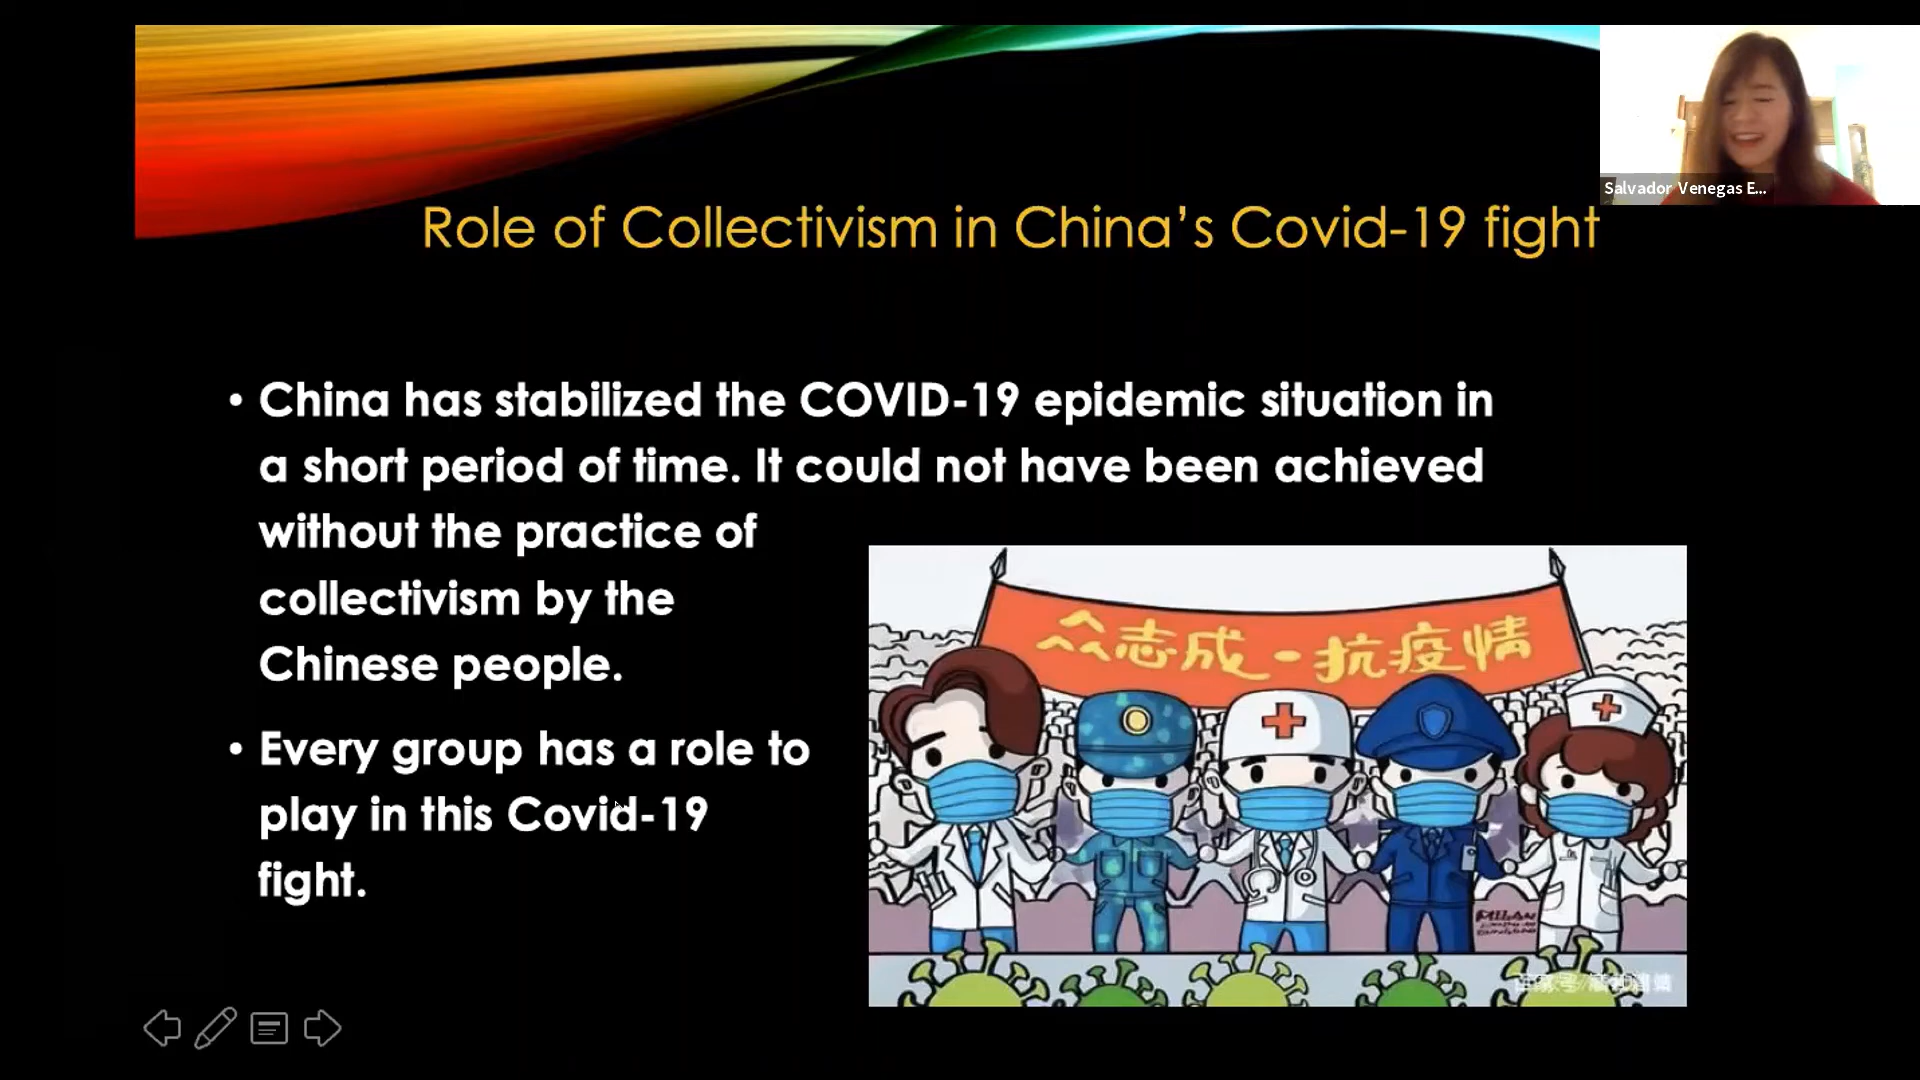 Salvador Venegas E...
Role of Collectivism in China’s Covid-19 fight
• China has stabilized the COVID-19 epidemic situation in
a short period of time. It could not have been achieved
without the practice of
collectivism by the
Chinese people.
• Every group has a role to
play in this Covid-19
fight.
众志成-抗疫情